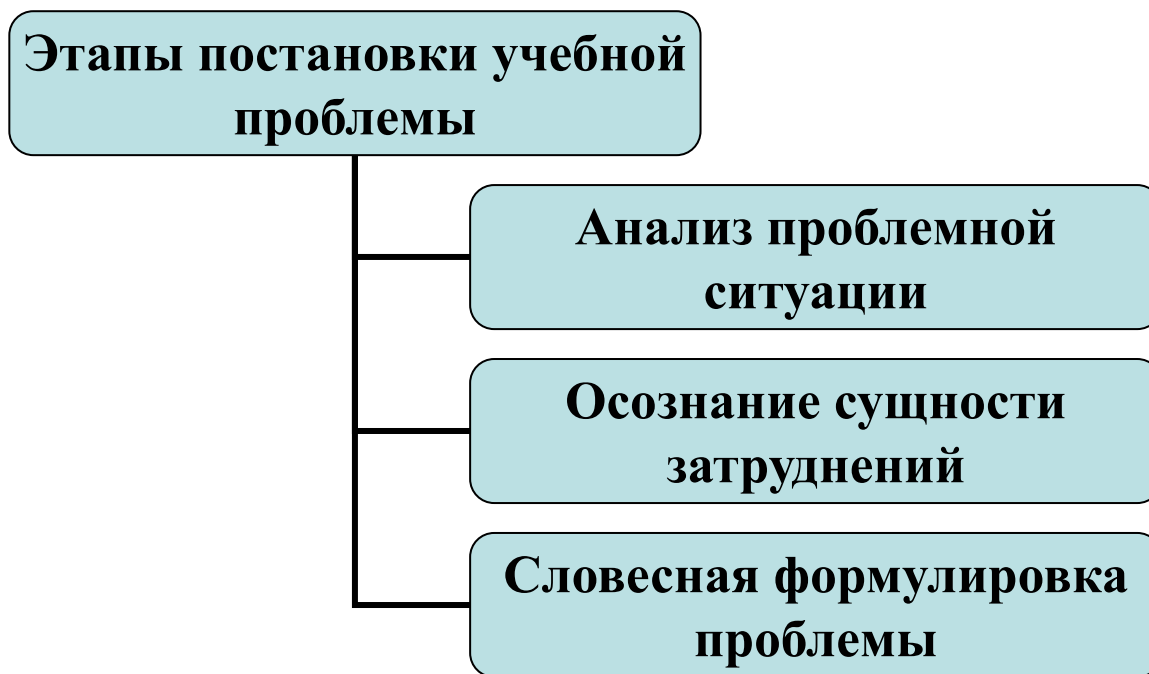 Этапы постановки учебной
проблемы
Анализ проблемной
ситуации
Осознание сущности
затруднений
Словесная формулировка
проблемы